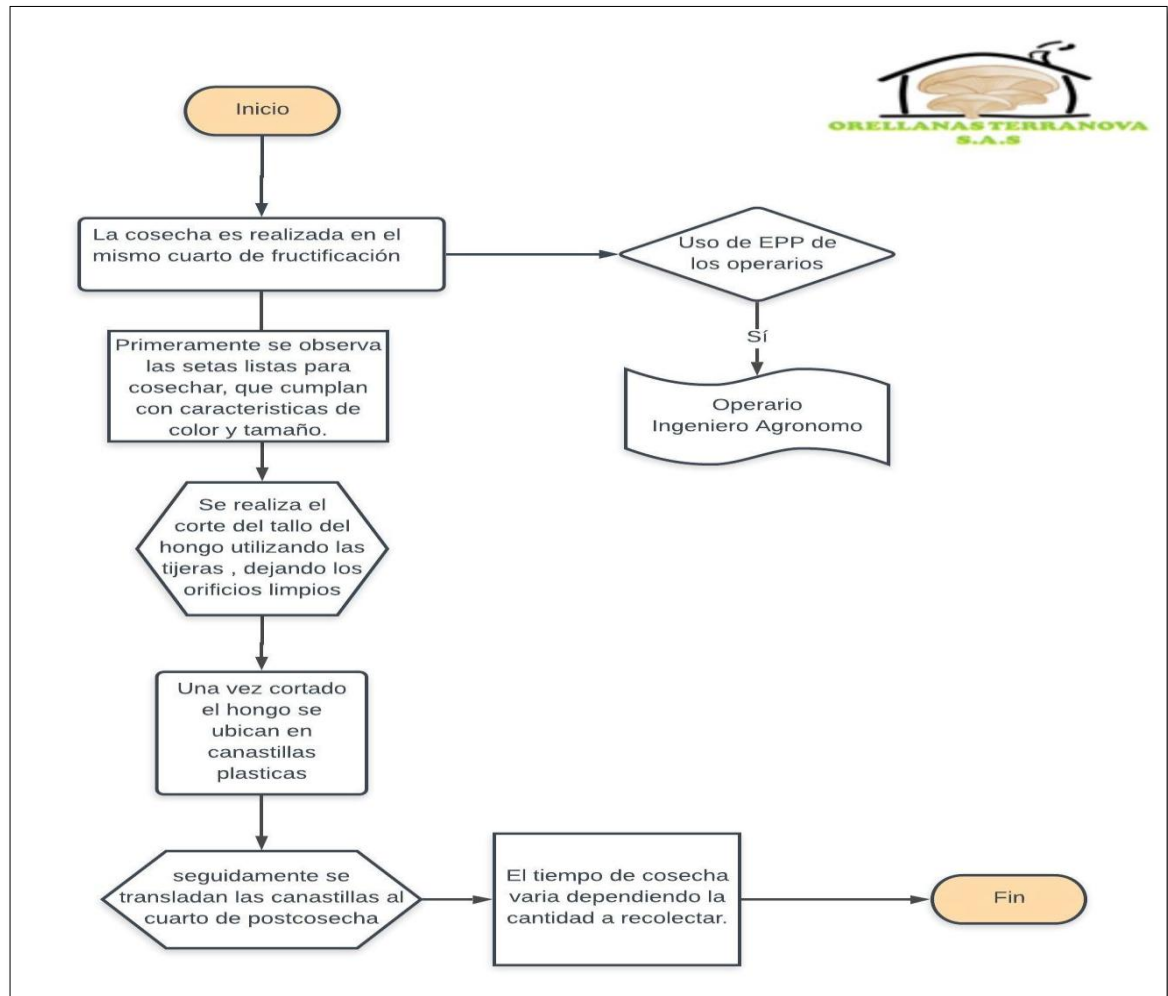 ORELLANAS TERRANOVA
S.A.S
Inicio
La cosecha es realizada en el
mismo cuarto de fructificación
Uso de EPP de
los operarios
Sí
Operario
Ingeniero Agronomo
Primeramente se observa
las setas listas para
cosechar, que cumplan
con caracteristicas de
color y tamaño.
Se realiza el
corte del tallo del
hongo utilizando las
tijeras , dejando los
orificios limpios
Una vez cortado
el hongo se
ubican en
canastillas
plasticas
seguidamente se
transladan las canastillas al
cuarto de postcosecha
El tiempo de cosecha
varia dependiendo la
cantidad a recolectar.
Fin